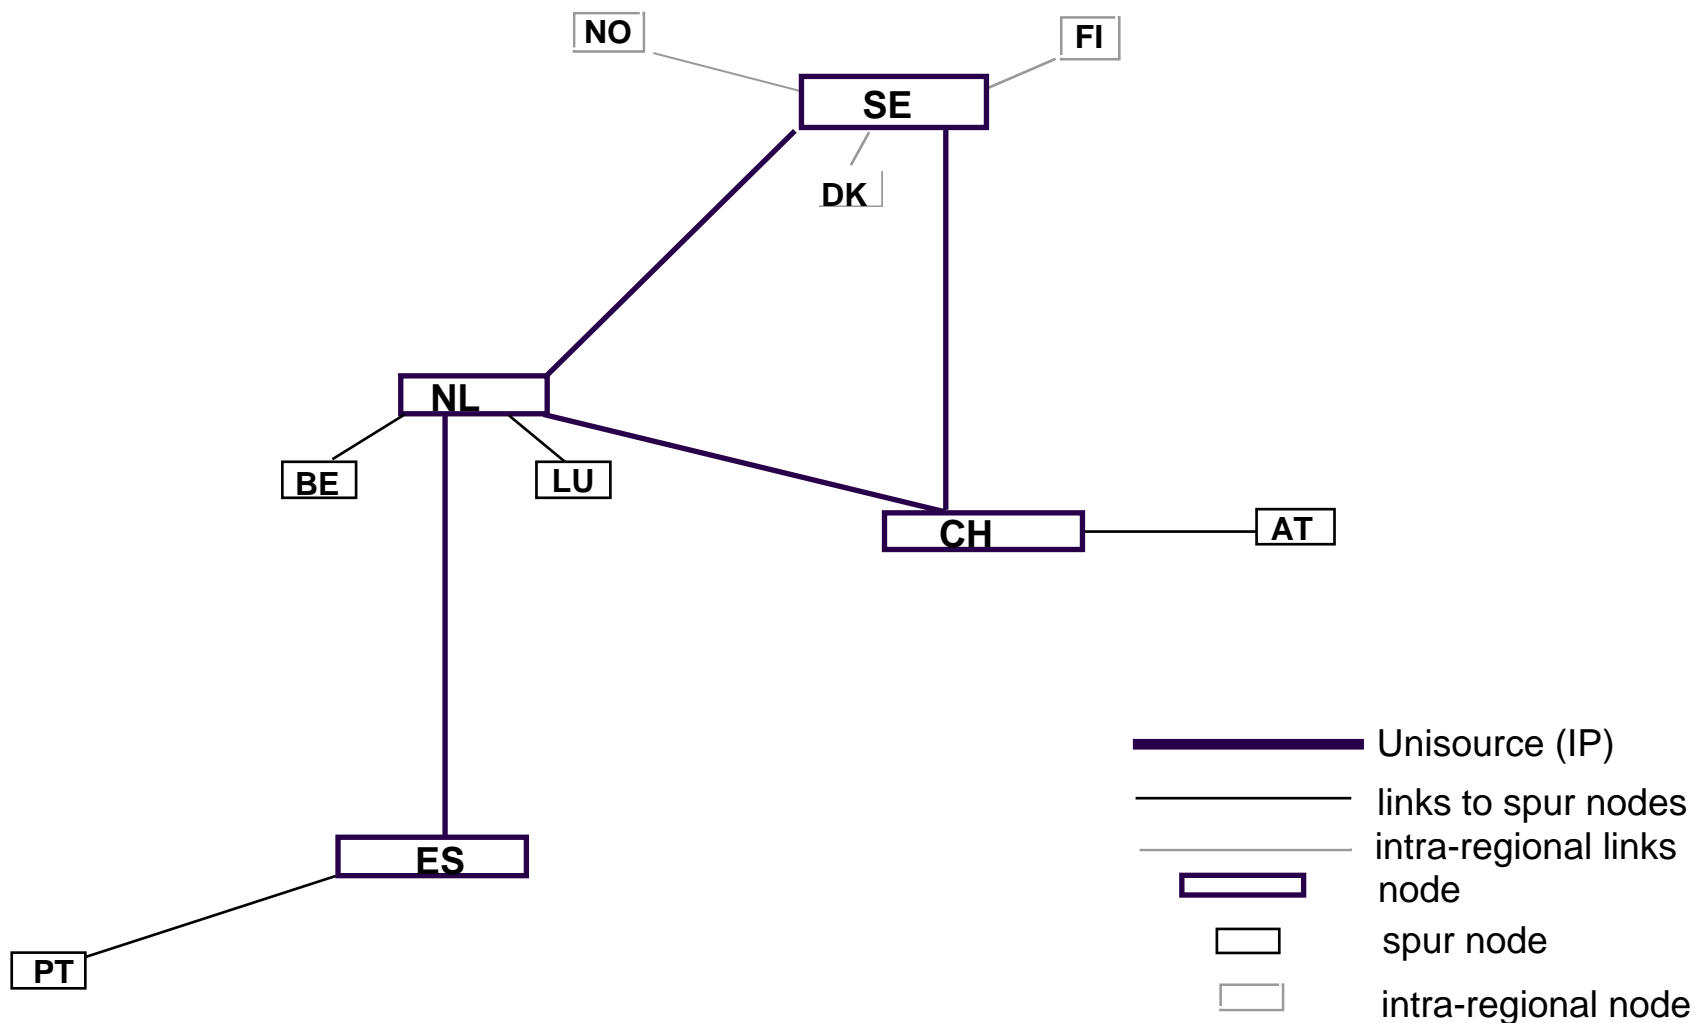 NO
FI
SE
DK
NL
BE
LU
CH
AT
Unisource (IP)
links to spur nodes
intra-regional links
ES
node
spur node
PT
intra-regional node